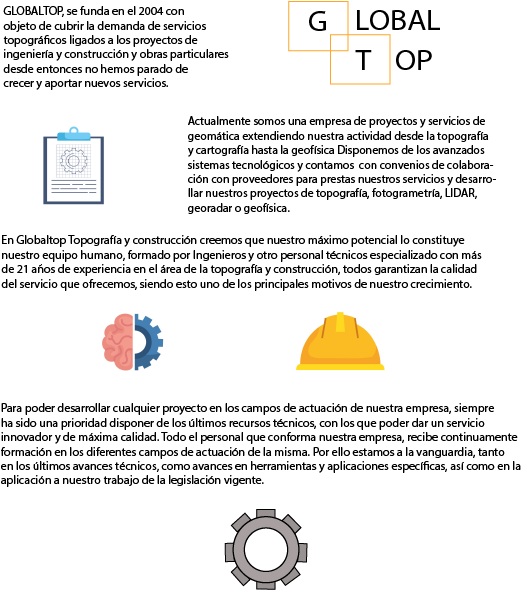 GLOBALTOP, se funda en el 2004 con
objeto de cubrir la demanda de servicios
topográficos ligados a los proyectos de
ingeniería y construcción y obras particulares
desde entonces no hemos parado de
crecer y aportar nuevos servicios.
G LOBAL
T OP
Actualmente somos una empresa de proyectos y servicios de
geomática extendiendo nuestra actividad desde la topografía
y cartografía hasta la geofísica Disponemos de los avanzados
sistemas tecnológicos y contamos con convenios de colabora-
ción con proveedores para prestas nuestros servicios y desarro-
llar nuestros proyectos de topografía, fotogrametría, LIDAR,
georadar o geofísica.
En Globaltop Topografía y construcción creemos que nuestro máximo potencial lo constituye
nuestro equipo humano, formado por Ingenieros y otro personal técnicos especializado con más
de 21 años de experiencia en el área de la topografía y construcción, todos garantizan la calidad
del servicio que ofrecemos, siendo esto uno de los principales motivos de nuestro crecimiento.
Para poder desarrollar cualquier proyecto en los campos de actuación de nuestra empresa, siempre
ha sido una prioridad disponer de los últimos recursos técnicos, con los que poder dar un servicio
innovador y de máxima calidad. Todo el personal que conforma nuestra empresa, recibe continuamente
formación en los diferentes campos de actuación de la misma. Por ello estamos a la vanguardia, tanto
en los últimos avances técnicos, como avances en herramientas y aplicaciones específicas, así como en la
aplicación a nuestro trabajo de la legislación vigente.